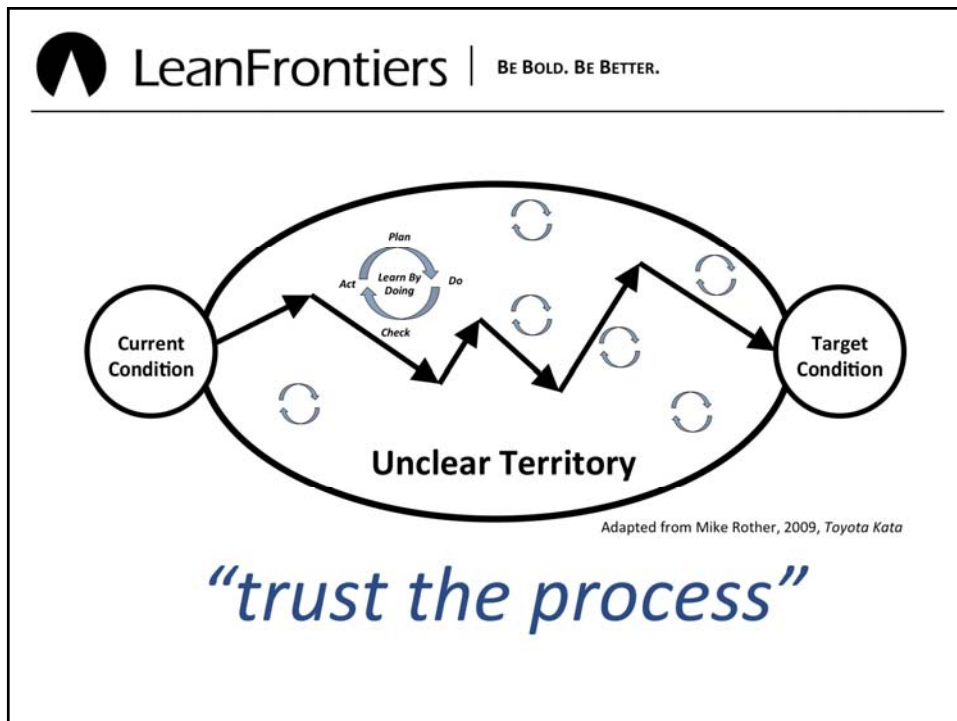 LeanFrontiers | BE BOLD. BE BETTER.
Plan
Act
Learn By
Doing
Do
Check
Current
Condition
Target
Condition
Unclear Territory
Adapted from Mike Rother, 2009, Toyota Kata
“trust the process”